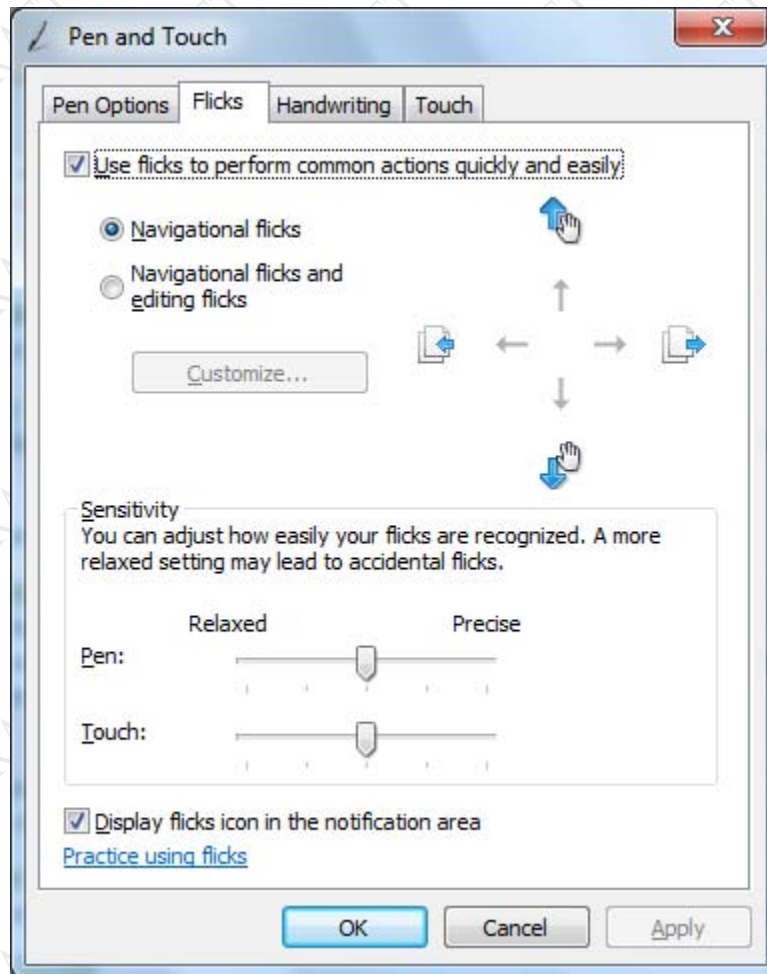 Pen and Touch
Pen Options Flicks Handwriting Touch
Use flicks to perform common actions quickly and easily
Navigational flicks
Navigational flicks and
editing flicks
Customize...
Sensitivity
You can adjust how easily your flicks are recognized. A more
relaxed setting may lead to accidental flicks.
Relaxed Precise
Pen:
Touch:
Display flicks icon in the notification area
Practice using flicks
OK Cancel Apply